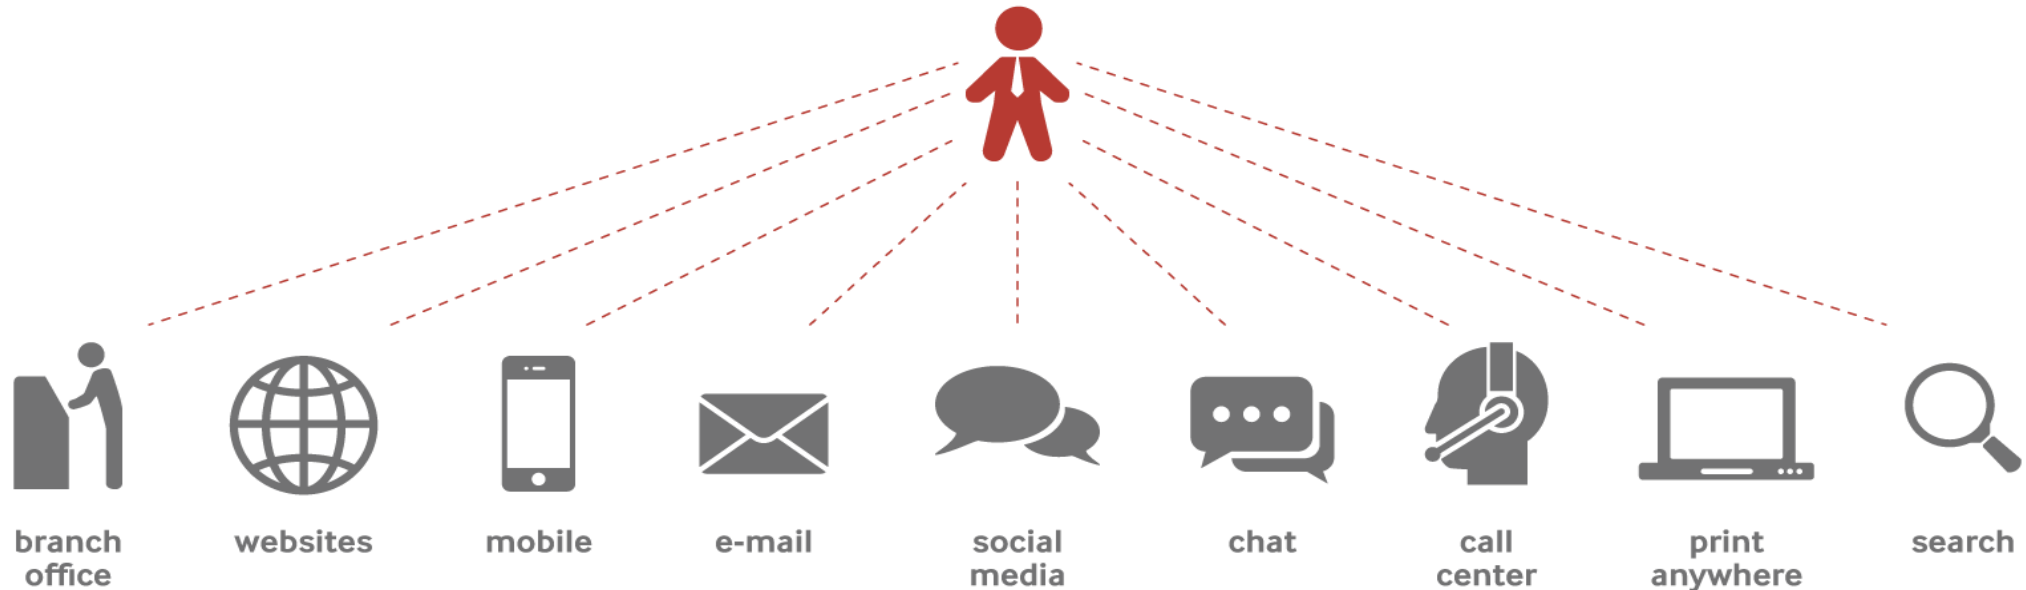 branch
office
websites
mobile
e-mail
social
media
chat
call
center
print
anywhere
search